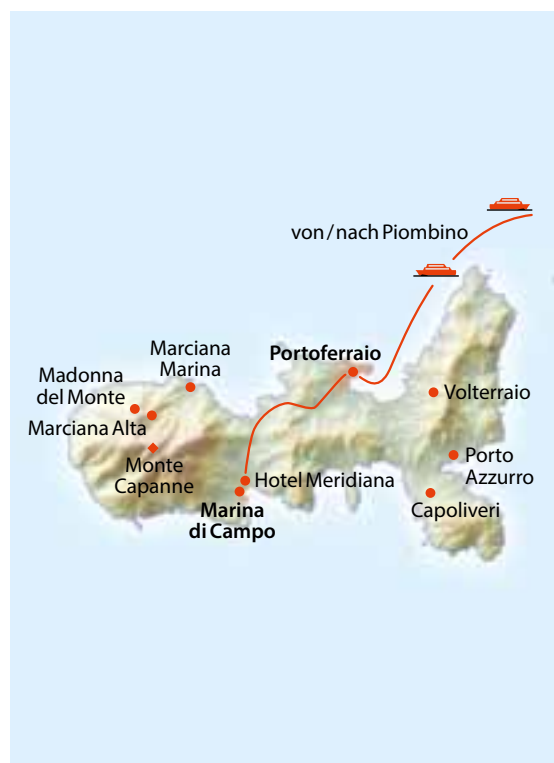 von / nach Piombino
Marciana
Marina
Portoferraio
Madonna
del Monte
Volterraio
Marciana Alta
Monte
Capanne
Porto
Azzurro
Hotel Meridiana
Marina
di Campo
Capoliveri